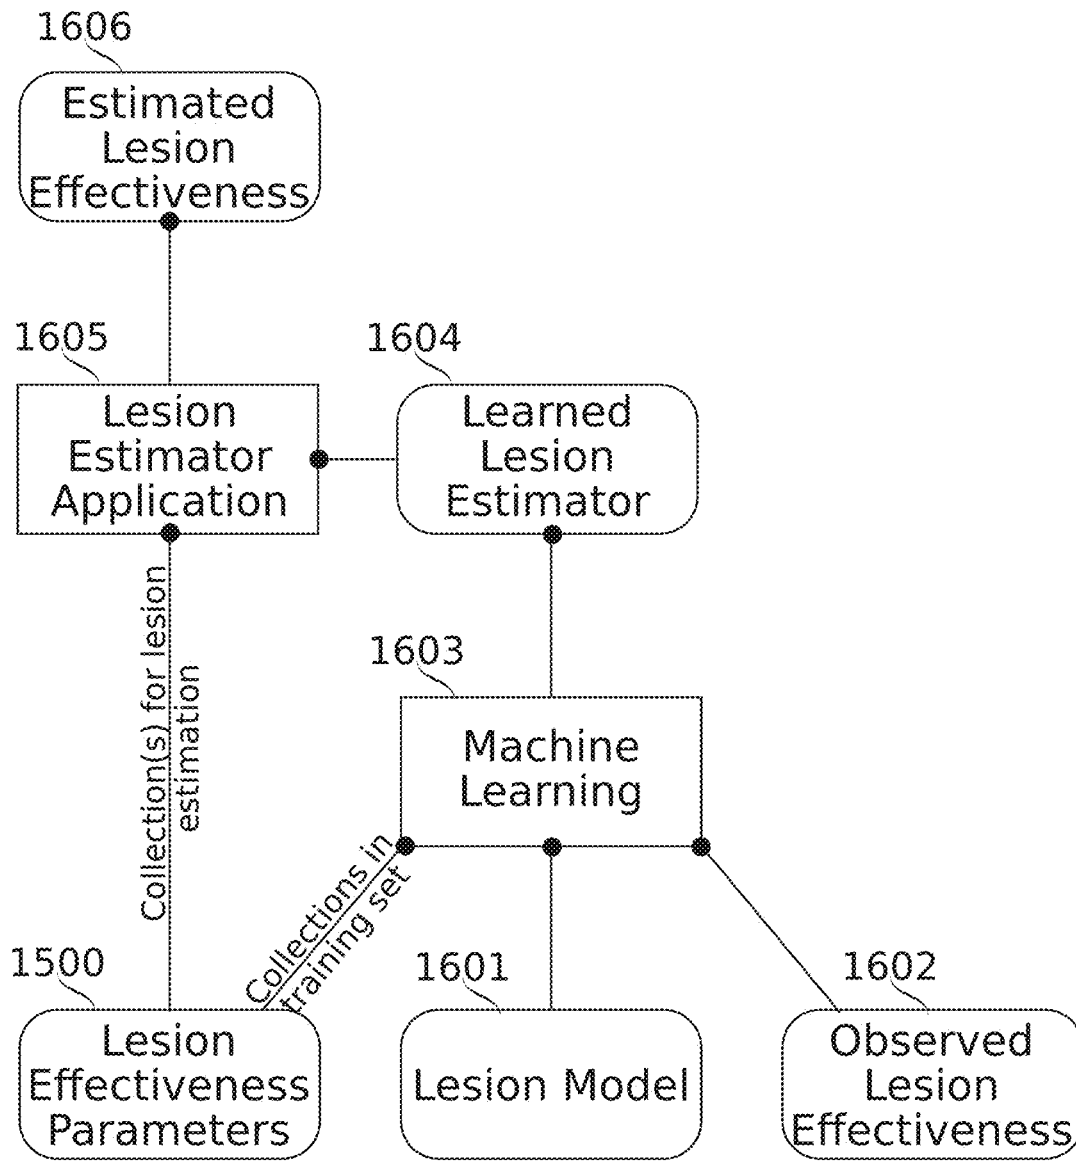 1606
Estimated
Lesion
Effectiveness
1605
Lesion
Estimator
Application
1604
Learned
Lesion
Estimator
Collection(s) for lesion
estimation
1603
Machine
Learning
Collections in
training set
1500
Lesion
Effectiveness
Parameters
1601
Lesion Model
1602
Observed
Lesion
Effectiveness